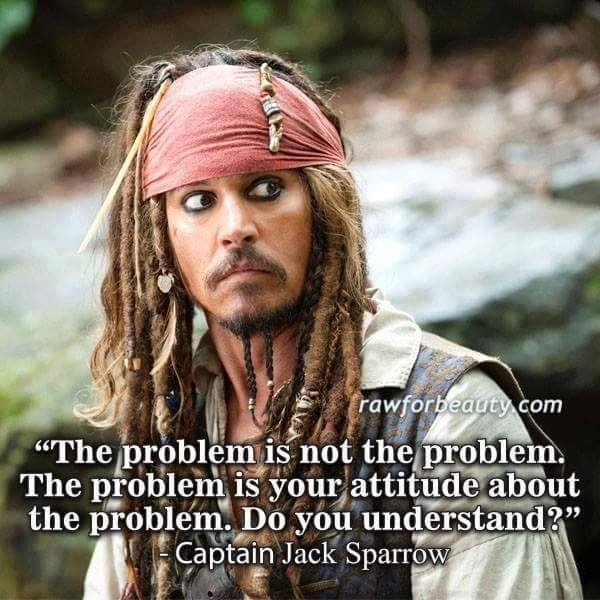 rawforbeauty.com
“The problem is not the problem.
The problem is your attitude about
the problem. Do you understand?”
- Captain Jack Sparrow